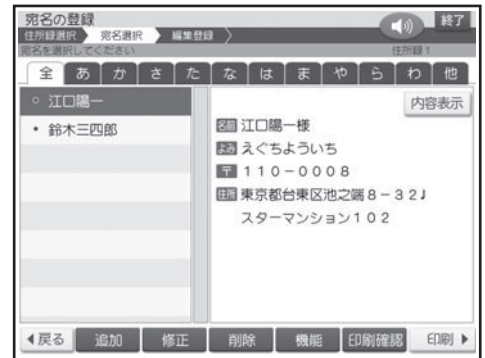 宛名の登録
終了
住所録選択 宛名選択 編集登録
宛名を選択してください 住所録1
全 あ か さ た な は ま や ら わ 他
江口陽一
鈴木三四郎
内容表示
名前 江口陽一様
よみ えぐちよういち
〒 110-0008
住所 東京都台東区池之端8-32♩
スターマンション102
戻る 追加 修正 削除 機能 印刷確認 印刷